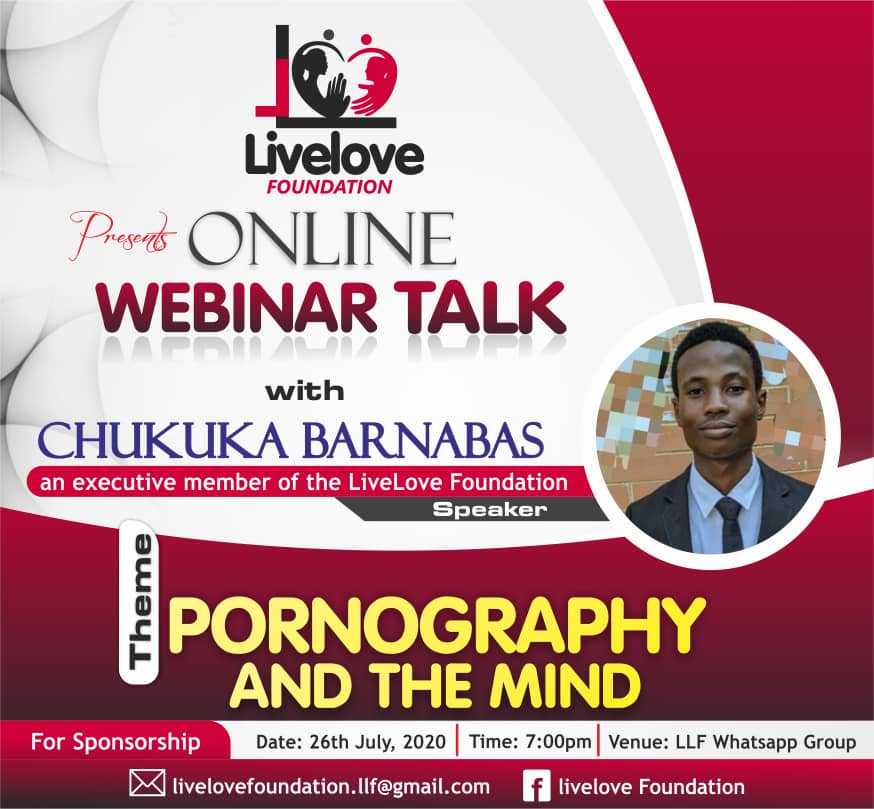 Livelove
FOUNDATION
Presents ONLINE
WEBINAR TALK
with
CHUKUKA BARNABAS
an executive member of the LiveLove Foundation
Speaker
Theme
PORNOGRAPHY
AND THE MIND
For Sponsorship
Date: 26th July, 2020 | Time: 7:00pm | Venue: LLF Whatsapp Group
livelovefoundation.llf@gmail.com
f livelove Foundation